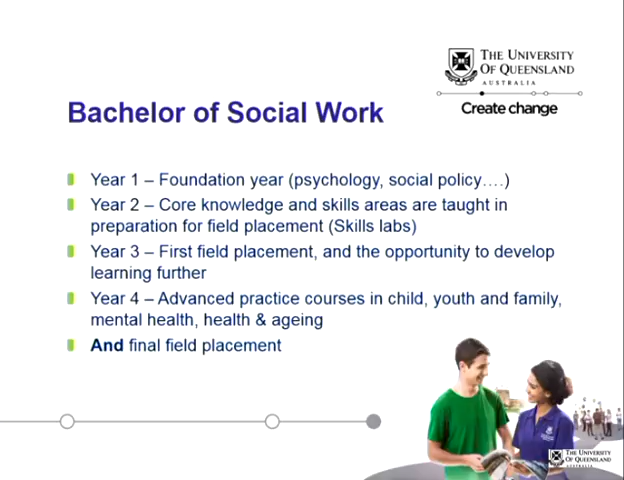 THE UNIVERSITY
OF QUEENSLAND
AUSTRALIA
Create change
Bachelor of Social Work
Year 1 – Foundation year (psychology, social policy….)
Year 2 – Core knowledge and skills areas are taught in
preparation for field placement (Skills labs)
Year 3 – First field placement, and the opportunity to develop
learning further
Year 4 – Advanced practice courses in child, youth and family,
mental health, health & ageing
And final field placement
THE UNIVERSITY
OF QUEENSLAND
AUSTRALIA